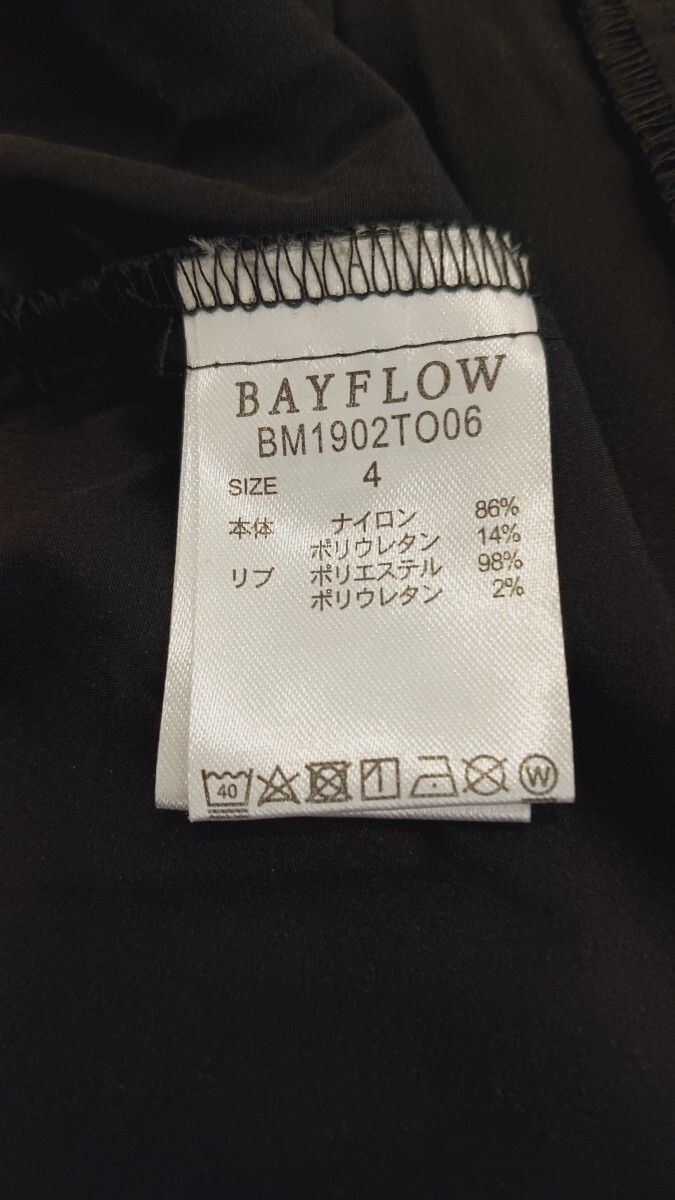 BAYFLOW
BM1902TO06
SIZE 4
本体 ナイロン 86%
ポリウレタン 14%
リブ ポリエステル 98%
ポリウレタン 2%
40 W